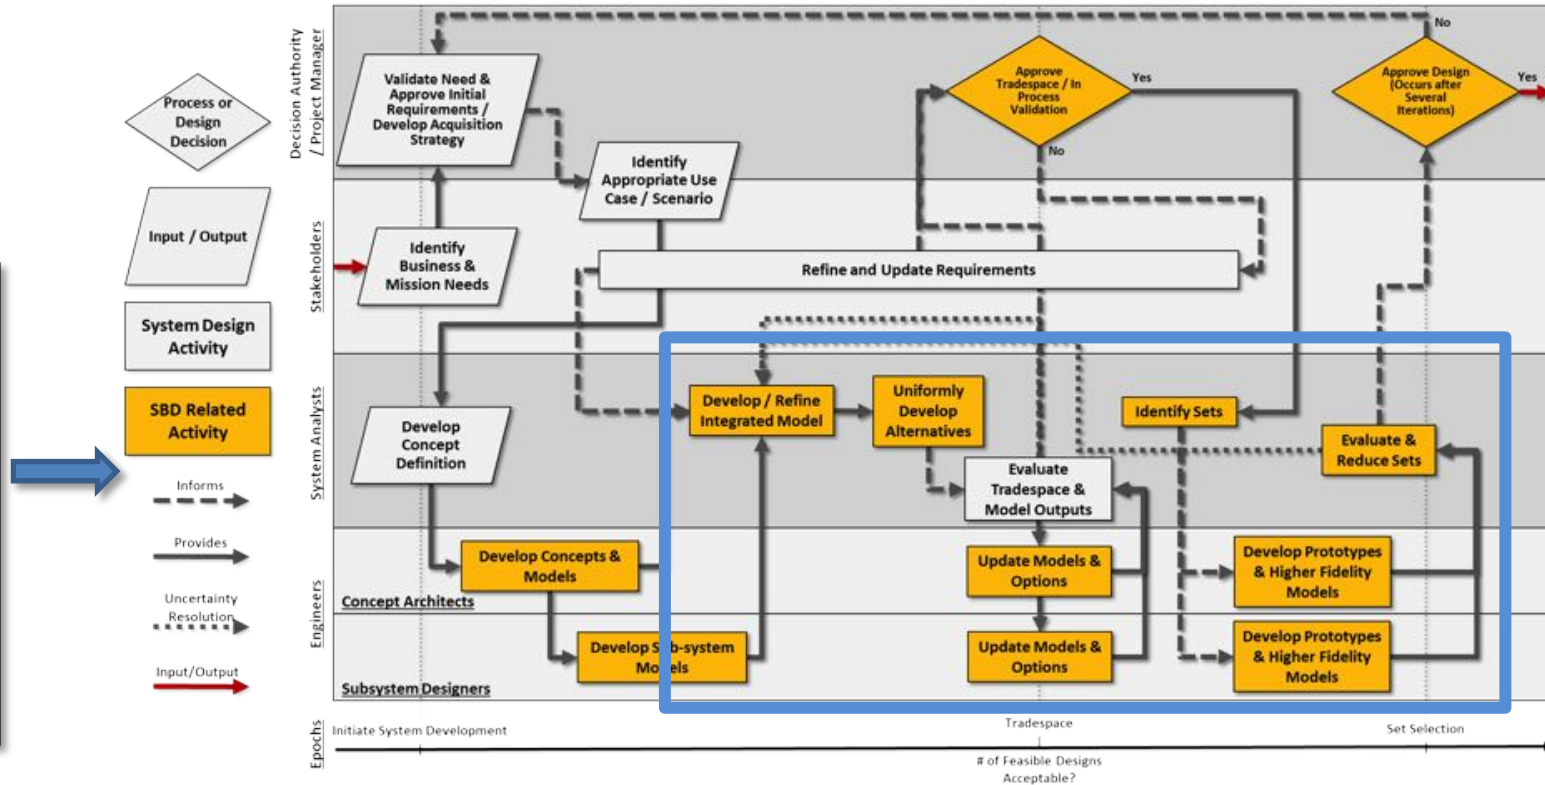 Process or
Design
Decision
Input / Output
System Design
Activity
SBD Related
Activity
Informs
Provides
Uncertainty
Resolution
Input/Output
Decision Authority
/ Project Manager
Stakeholders
System Analysts
Engineers
Epochs
Validate Need &
Approve Initial
Requirements /
Develop Acquisition
Strategy
Identify
Appropriate Use
Case / Scenario
Approve
Tradespace / In
Process
Validation
Yes
No
Approve Design
(Occurs after
Several
Iterations)
No
Yes
Identify
Business &
Mission Needs
Refine and Update Requirements
Develop
Concept
Definition
Develop / Refine
Integrated Model
Uniformly
Develop
Alternatives
Evaluate
Tradespace &
Model Outputs
Identify Sets
Evaluate &
Reduce Sets
Develop Concepts &
Models
Concept Architects
Update Models &
Options
Develop Prototypes
& Higher Fidelity
Models
Develop Sub-system
Models
Subsystem Designers
Update Models &
Options
Develop Prototypes
& Higher Fidelity
Models
Initiate System Development
Tradespace
Set Selection
# of Feasible Designs
Acceptable?